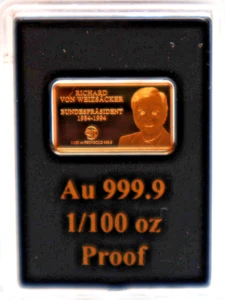 RICHARD
VON WEIZSÄCKER
BUNDESPRÄSIDENT
1984-1994
Au 999.9
1/100 oz
Proof